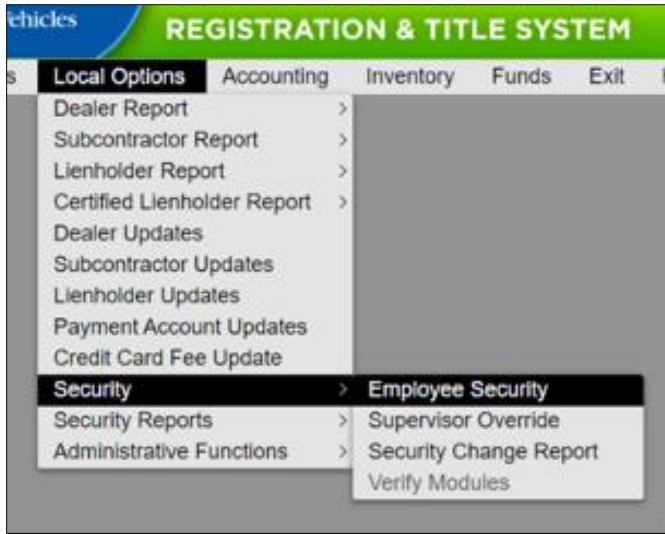 REGISTRATION & TITLE SYSTEM
Local Options Accounting Inventory Funds Exit
Dealer Report >
Subcontractor Report >
Lienholder Report >
Certified Lienholder Report >
Dealer Updates
Subcontractor Updates
Lienholder Updates
Payment Account Updates
Credit Card Fee Update
Security > Employee Security
Security Reports > Supervisor Override
Administrative Functions > Security Change Report
Verify Modules